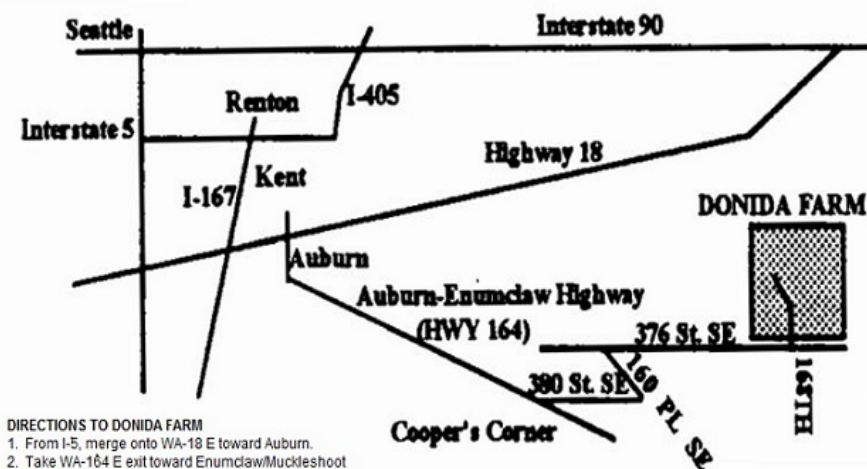 Seattle
Interstate 90
I-405
Renton
Interstate 5
Highway 18
Kent
I-167
DONIDA FARM
Auburn
Auburn-Enumclaw Highway
(HWY 164)
376 St. SE
380 St. SE
160 PL SE
168TH
Cooper's Corner
DIRECTIONS TO DONIDA FARM
1. From I-5, merge onto WA-18 E toward Auburn.
2. Take WA-164 E exit toward Enumclaw/Muckleshoot